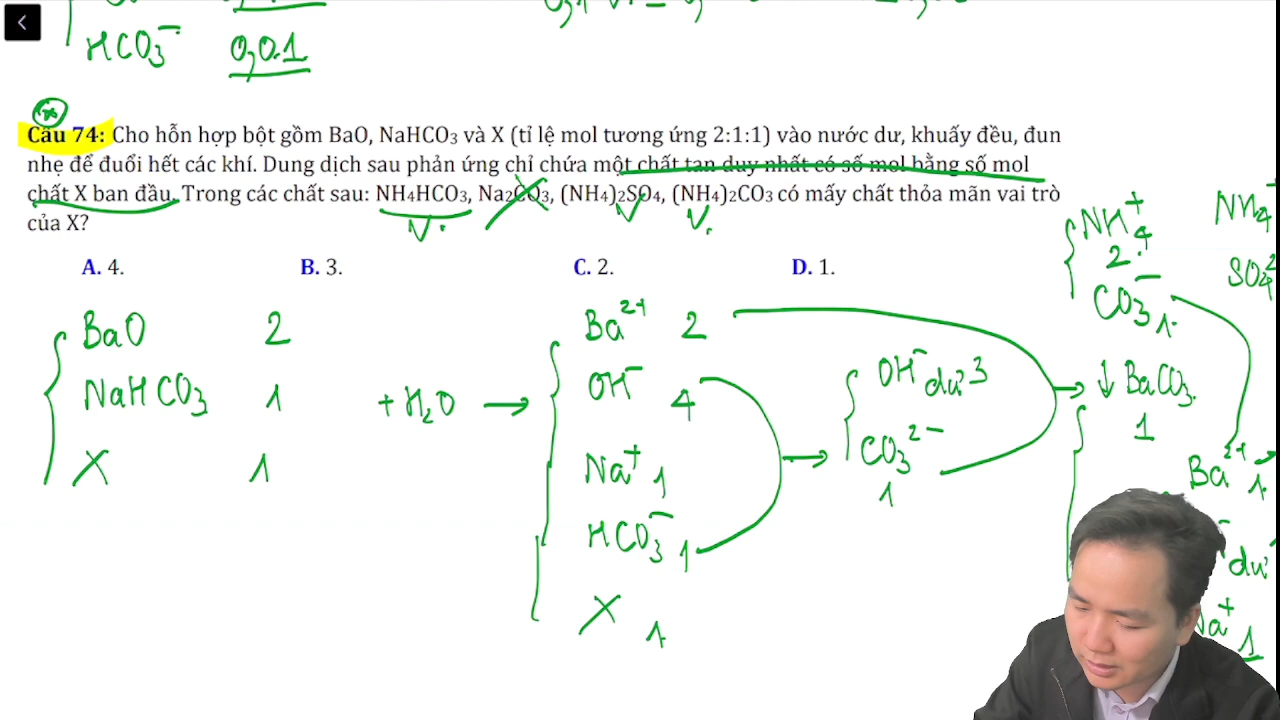 HCO₃⁻ 0,01
Câu 74: Cho hỗn hợp bột gồm BaO, NaHCO₃ và X (tỉ lệ mol tương ứng 2:1:1) vào nước dư, khuấy đều, đun
nhẹ để đuổi hết các khí. Dung dịch sau phản ứng chỉ chứa một chất tan duy nhất có số mol bằng số mol
chất X ban đầu. Trong các chất sau: NH₄HCO₃, Na₂CO₃, (NH₄)₂SO₄, (NH₄)₂CO₃ có mấy chất thỏa mãn vai trò
của X?
A. 4. B. 3. C. 2. D. 1.
NH₄⁺ 2
CO₃²⁻ 1
BaO 2
NaHCO₃ 1
X 1
+ H₂O →
Ba²⁺ 2
OH⁻ 4
Na⁺ 1
HCO₃⁻ 1
X 1
→
OH⁻ dư 3
CO₃²⁻ 1
→ ↓ BaCO₃ 1
Ba²⁺ 1
dư
1